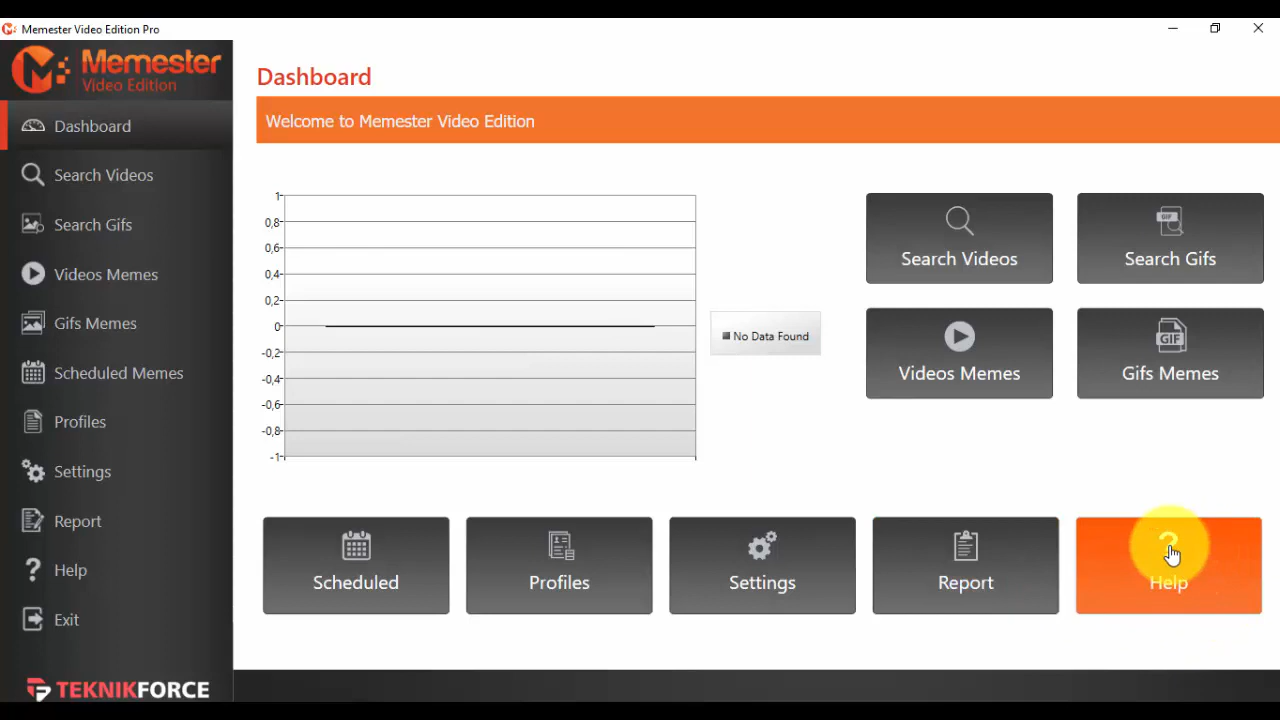 Memester Video Edition Pro
Memester
Video Edition
Dashboard
Search Videos
Search Gifs
Videos Memes
Gifs Memes
Scheduled Memes
Profiles
Settings
Report
Help
Exit
TEKNIKFORCE
Dashboard
Welcome to Memester Video Edition
1
0,8
0,6
0,4
0,2
0
-0,2
-0,4
-0,6
-0,8
-1
No Data Found
Search Videos
GIF
Search Gifs
Videos Memes
GIF
Gifs Memes
Scheduled
Profiles
Settings
Report
Help